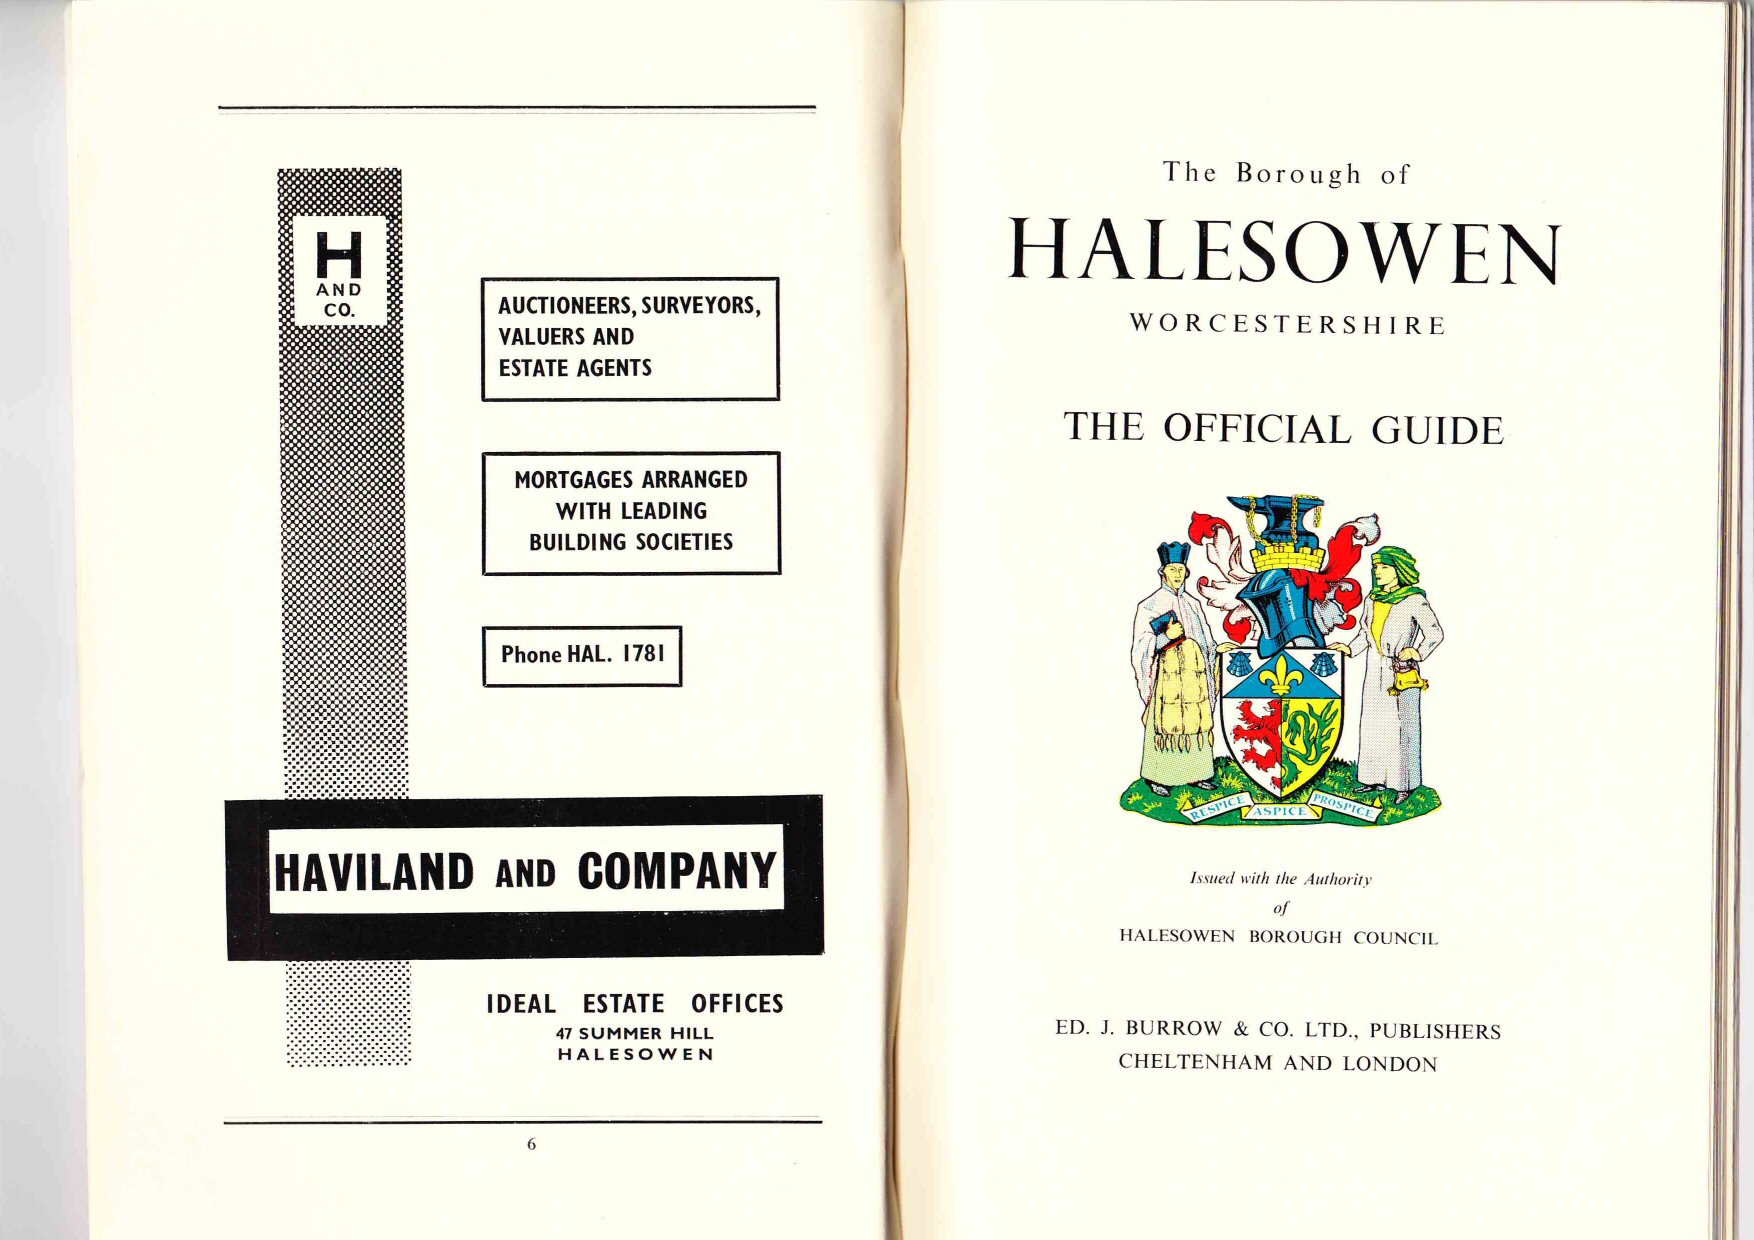 H
AND
CO.
AUCTIONEERS, SURVEYORS,
VALUERS AND
ESTATE AGENTS
MORTGAGES ARRANGED
WITH LEADING
BUILDING SOCIETIES
Phone HAL. 1781
HAVILAND AND COMPANY
IDEAL ESTATE OFFICES
47 SUMMER HILL
HALESOWEN
6
The Borough of
HALESOWEN
WORCESTERSHIRE
THE OFFICIAL GUIDE
RESPICE ASPICE PROSPICE
Issued with the Authority
of
HALESOWEN BOROUGH COUNCIL
ED. J. BURROW & CO. LTD., PUBLISHERS
CHELTENHAM AND LONDON